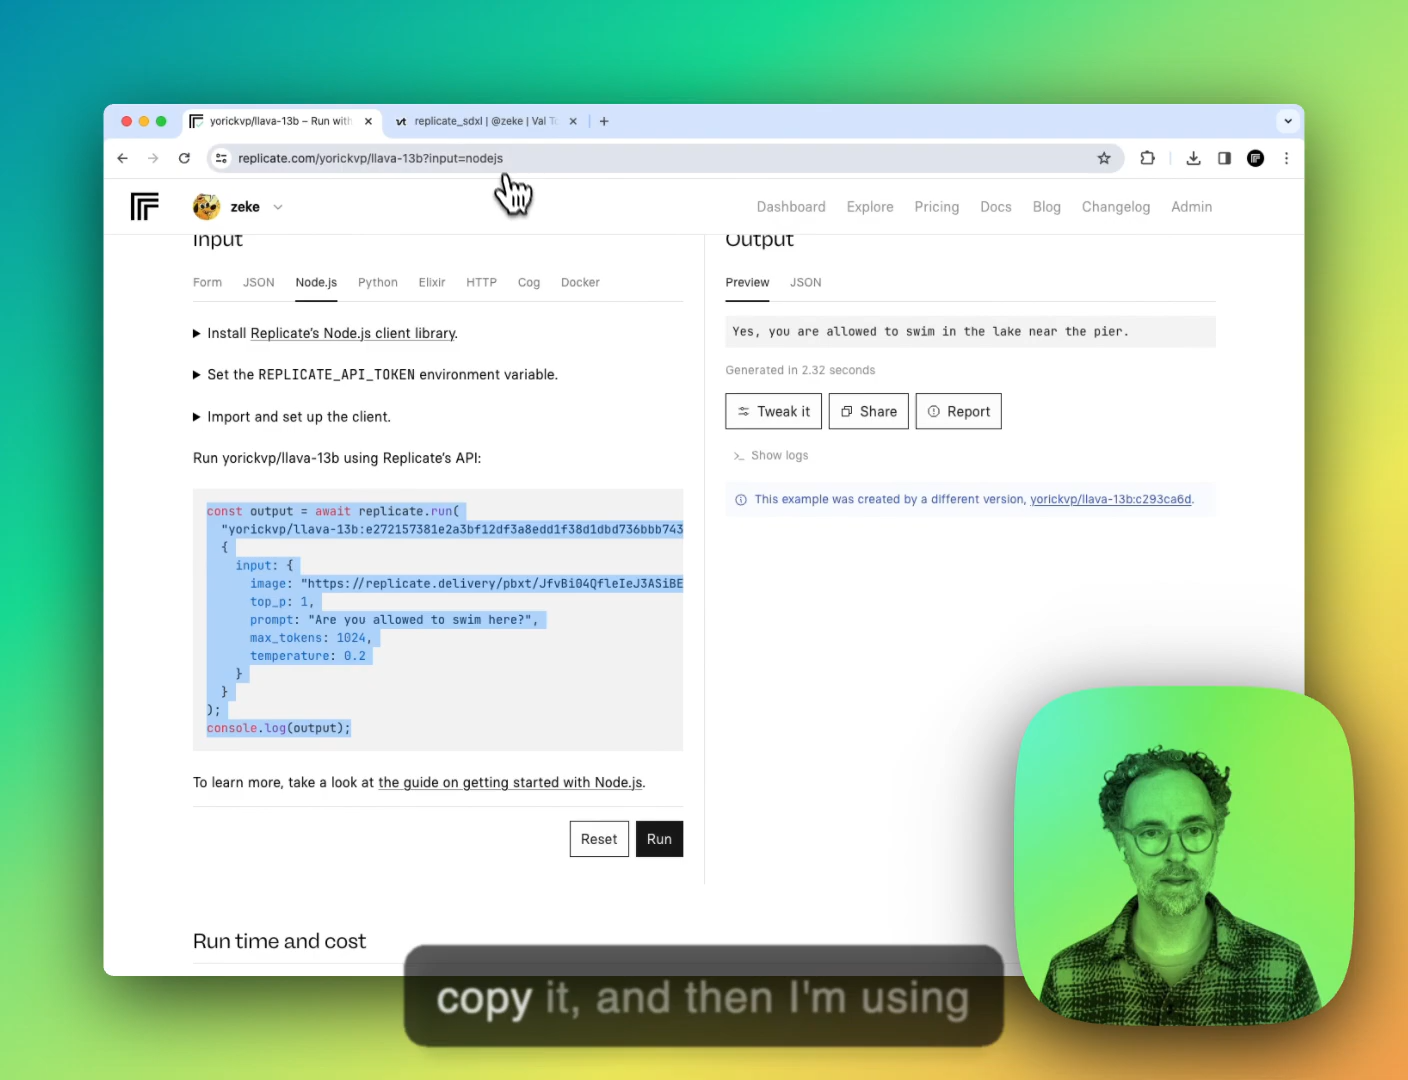 yorickvp/llava-13b – Run with
replicate_sdxl | @zeke | Val To
replicate.com/yorickvp/llava-13b?input=nodejs
zeke
Dashboard Explore Pricing Docs Blog Changelog Admin
Input
Form JSON Node.js Python Elixir HTTP Cog Docker
Install Replicate's Node.js client library.
Set the REPLICATE_API_TOKEN environment variable.
Import and set up the client.
Run yorickvp/llava-13b using Replicate's API:
const output = await replicate.run(
"yorickvp/llava-13b:e272157381e2a3bf12df3a8edd1f38d1dbd736bbb743
{
input: {
image: "https://replicate.delivery/pbxt/JfvBi04QfleIeJ3ASiBE
top_p: 1,
prompt: "Are you allowed to swim here?",
max_tokens: 1024,
temperature: 0.2
}
}
);
console.log(output);
To learn more, take a look at the guide on getting started with Node.js.
Reset Run
Run time and cost
Output
Preview JSON
Yes, you are allowed to swim in the lake near the pier.
Generated in 2.32 seconds
Tweak it Share Report
Show logs
This example was created by a different version, yorickvp/llava-13b:c293ca6d.
copy it, and then I'm using